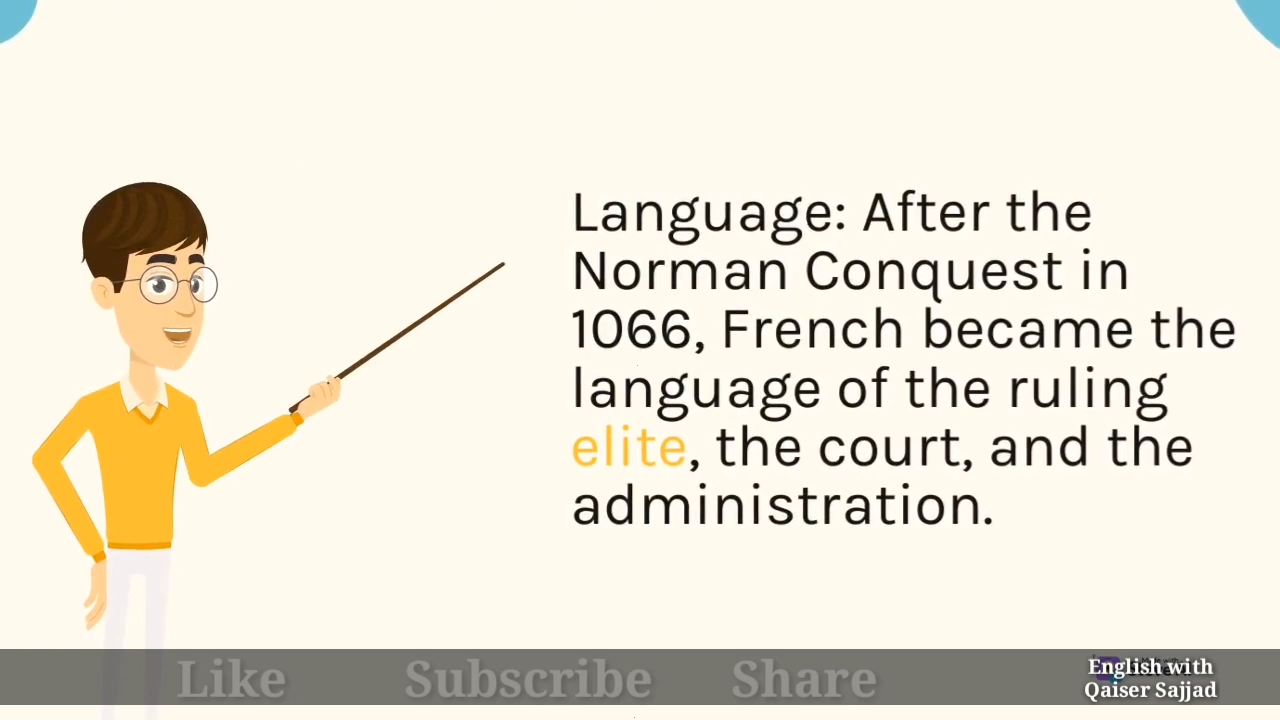 Language: After the
Norman Conquest in
1066, French became the
language of the ruling
elite, the court, and the
administration.
Like Subscribe Share
English with
Qaiser Sajjad